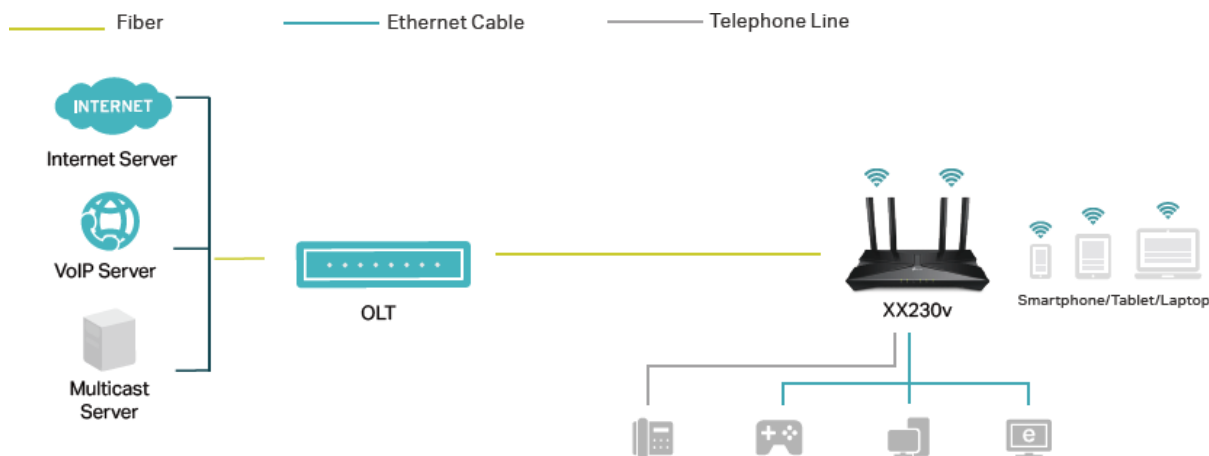 Fiber
Ethernet Cable
Telephone Line
INTERNET
Internet Server
VoIP Server
Multicast
Server
OLT
XX230v
Smartphone/Tablet/Laptop
e